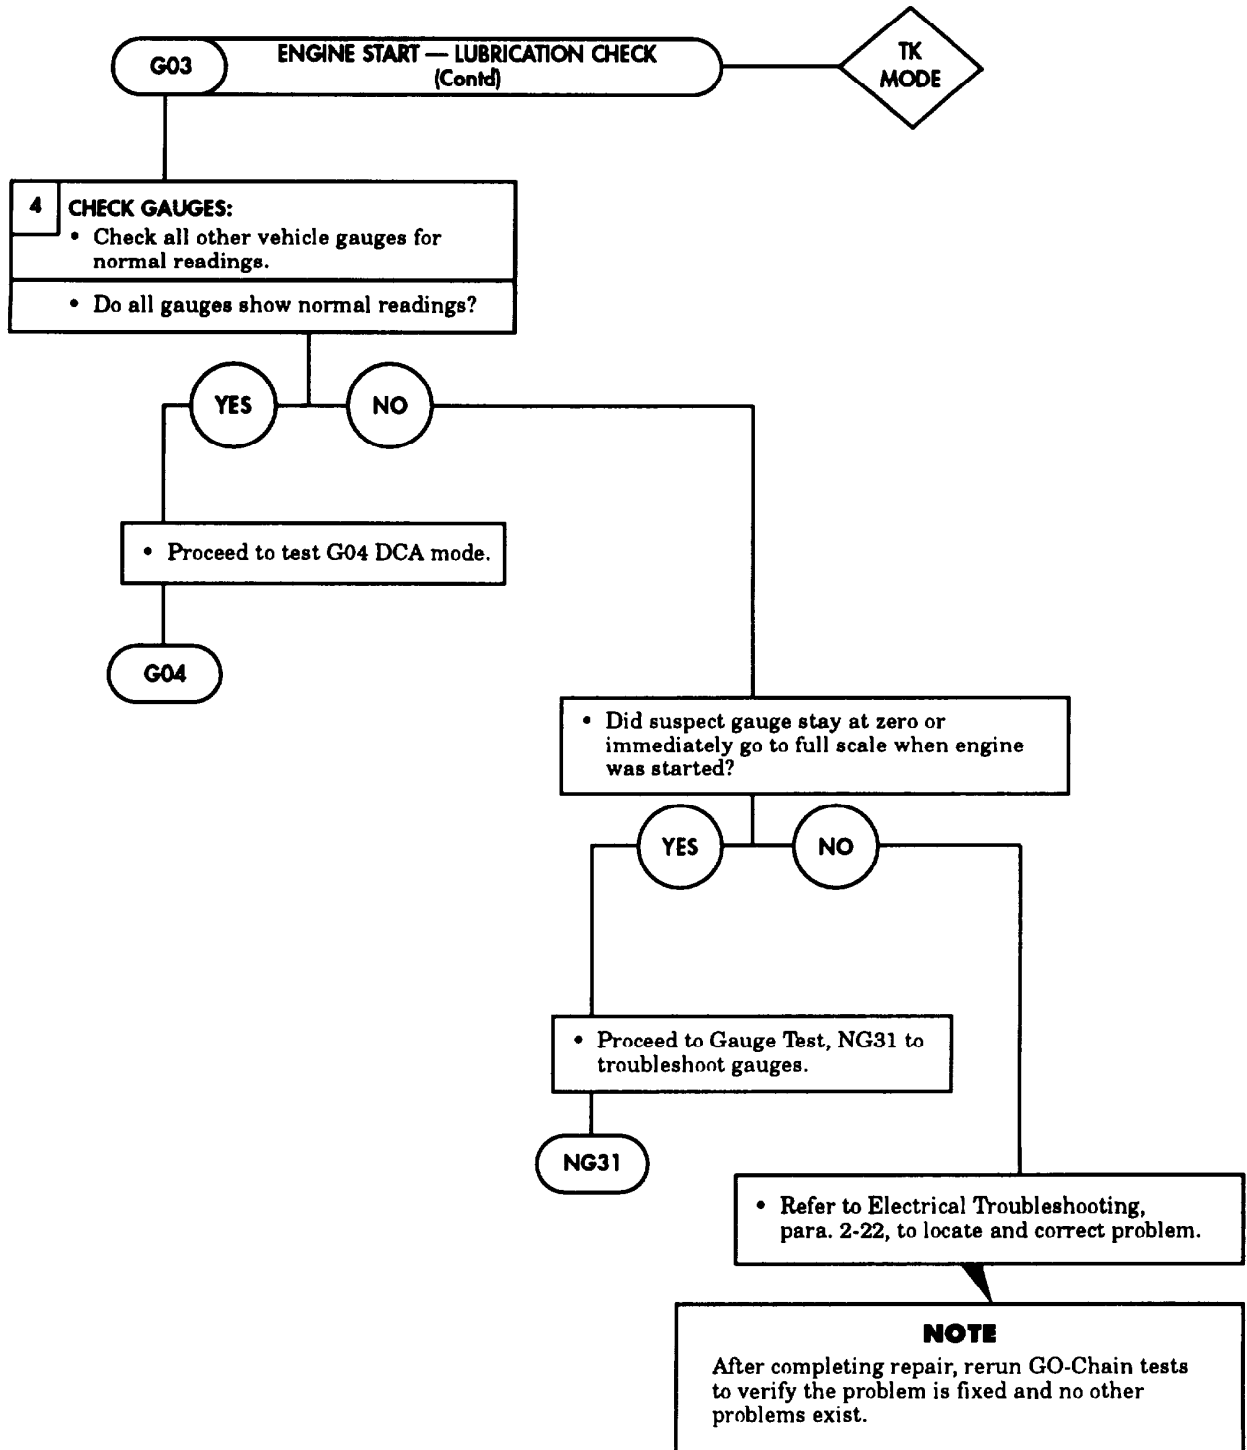 G03
ENGINE START — LUBRICATION CHECK
(Contd)
TK
MODE
4
CHECK GAUGES:
• Check all other vehicle gauges for
normal readings.
• Do all gauges show normal readings?
YES
NO
• Proceed to test G04 DCA mode.
G04
• Did suspect gauge stay at zero or
immediately go to full scale when engine
was started?
YES
NO
• Proceed to Gauge Test, NG31 to
troubleshoot gauges.
NG31
• Refer to Electrical Troubleshooting,
para. 2-22, to locate and correct problem.
NOTE
After completing repair, rerun GO-Chain tests
to verify the problem is fixed and no other
problems exist.